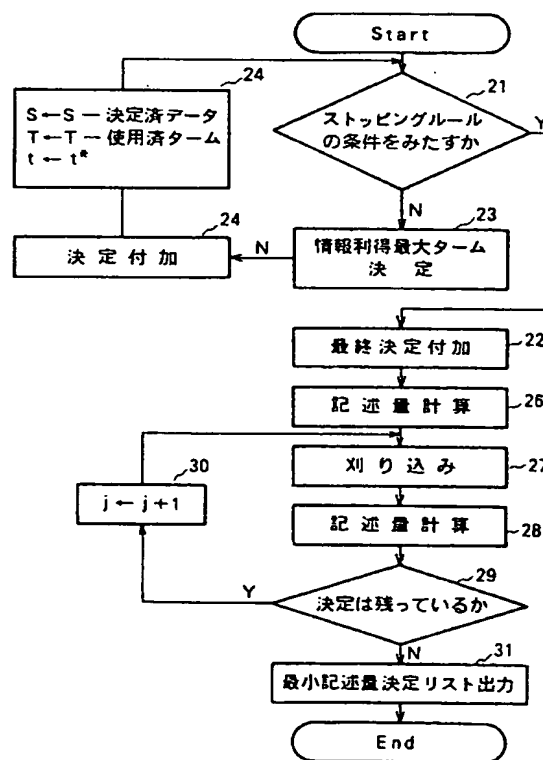 Start
24
21
S←S－決定済データ
T←T－使用済ターム
t←t*
ストッピングルール
の条件をみたすか
Y
N
24
23
決定付加
N
情報利得最大ターム
決定
最終決定付加
22
記述量計算
26
30
刈り込み
27
j←j+1
記述量計算
28
29
Y
決定は残っているか
N
31
最小記述量決定リスト出力
End